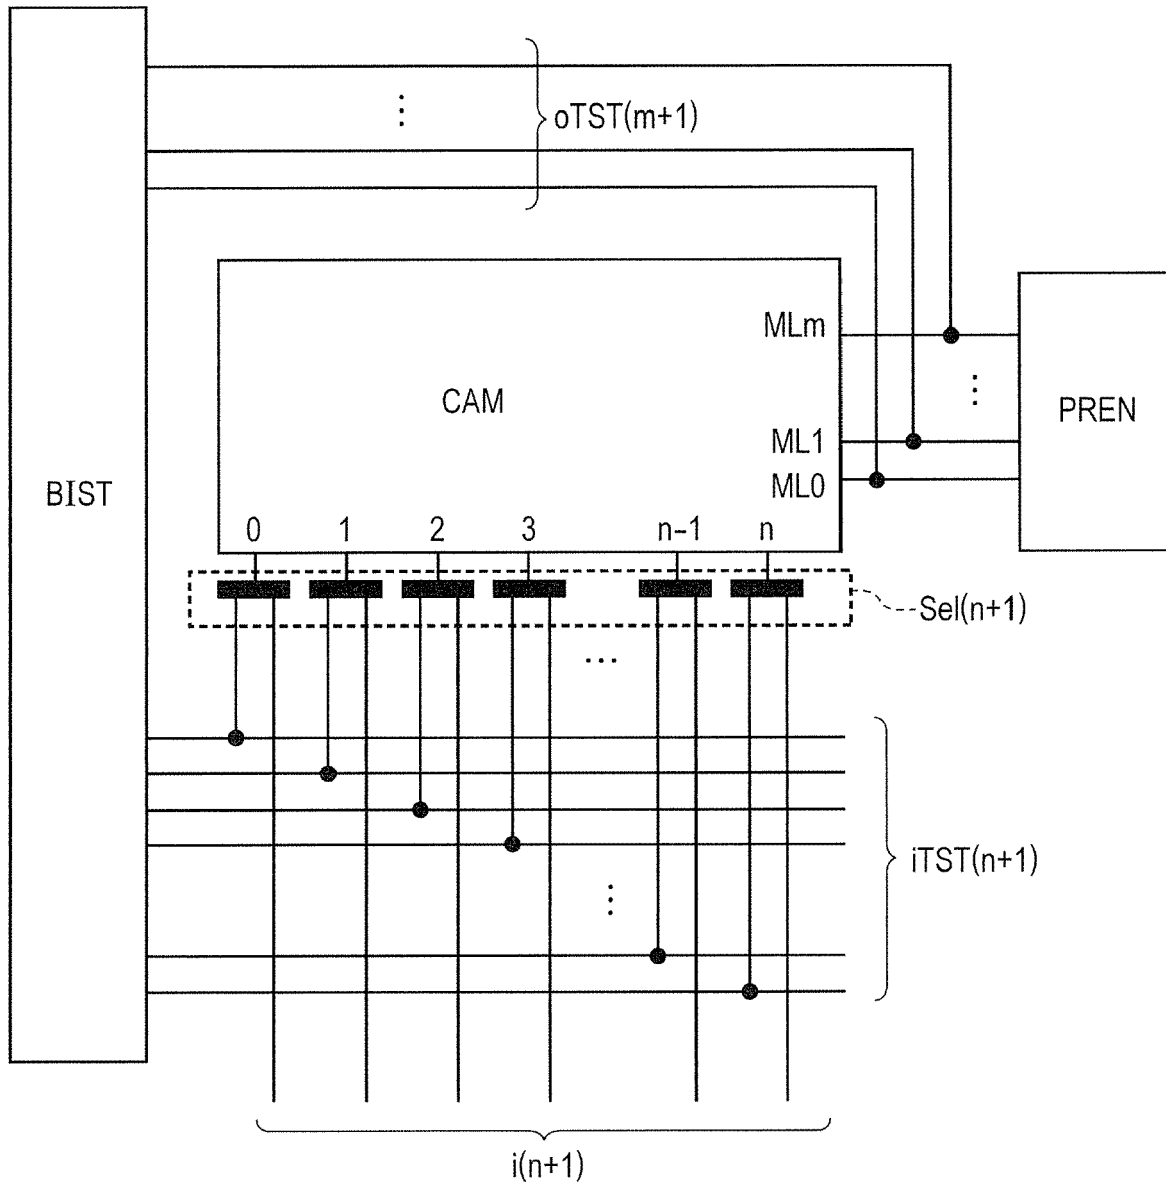 oTST(m+1)
MLm
CAM
PREN
ML1
ML0
BIST
0 1 2 3 n-1 n
Sel(n+1)
iTST(n+1)
i(n+1)